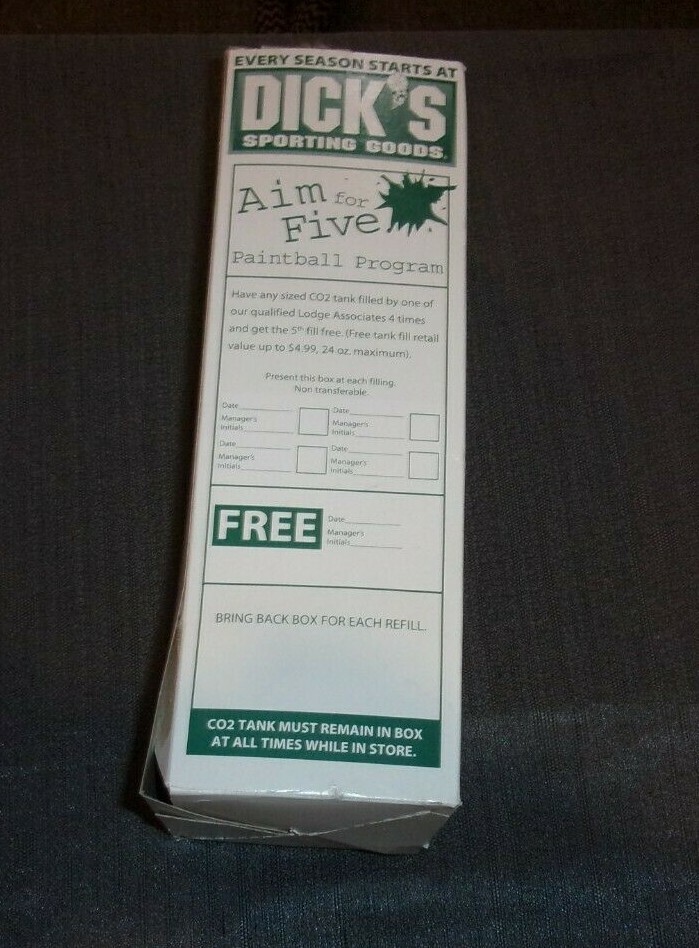 EVERY SEASON STARTS AT
DICK'S
SPORTING GOODS.
Aim for
Five
Paintball Program
Have any sized CO2 tank filled by one of
our qualified Lodge Associates 4 times
and get the 5th fill free. (Free tank fill retail
value up to $4.99, 24 oz. maximum).
Present this box at each filling.
Non transferable.
Date
Manager's
Initials
Date
Manager's
Initials
Date
Manager's
Initials
Date
Manager's
Initials
FREE
Date
Manager's
Initials
BRING BACK BOX FOR EACH REFILL.
CO2 TANK MUST REMAIN IN BOX
AT ALL TIMES WHILE IN STORE.